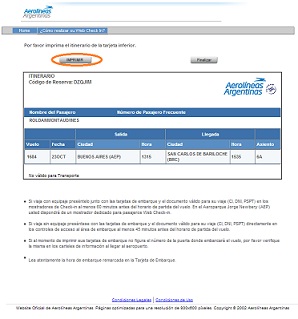 Aerolíneas
Argentinas
Home | ¿Cómo realizar su Web Check In?
Por favor imprima el itinerario de la tarjeta inferior.
IMPRIMIR Finalizar
ITINERARIO
Código de Reserva: DZQJRM
Aerolíneas
Argentinas
Nombre del Pasajero Número de Pasajero Frecuente
ROLDAN/MONTAUDINES
Salida Llegada
Vuelo Fecha Ciudad Hora Ciudad Hora Asiento
1684 23OCT BUENOS AIRES (AEP) 1315 SAN CARLOS DE BARILOCHE (BRC) 1535 6A
No válido para Transporte
Si viaja con equipaje preséntelo junto con las tarjetas de embarque y el documento válido para su viaje (CI, DNI, PSPT) en los
mostradores de Check-in al menos 60 minutos antes del horario de partida del vuelo. En el Aeroparque Jorge Newbery (AEP)
usted dispondrá de un mostrador dedicado para pasajeros Web Check-in.
Si viaja sin equipaje preséntese con las tarjetas de embarque y el documento válido para su viaje (CI, DNI, PSPT) directamente en
los controles de acceso al área de embarque al menos 45 minutos antes del horario de partida del vuelo.
Si al momento de imprimir sus tarjetas de embarque no figura el número de la puerta donde embarcará el vuelo, por favor verifique
la misma en los carteles de información al llegar al aeropuerto.
Lea atentamente la hora de embarque remarcada en la Tarjeta de Embarque.
Condiciones Legales | Condiciones de uso
Website Oficial de Aerolíneas Argentinas. Páginas optimizadas para una resolución de 800x600 píxeles. Copyright © 2002 Aerolíneas Argentinas